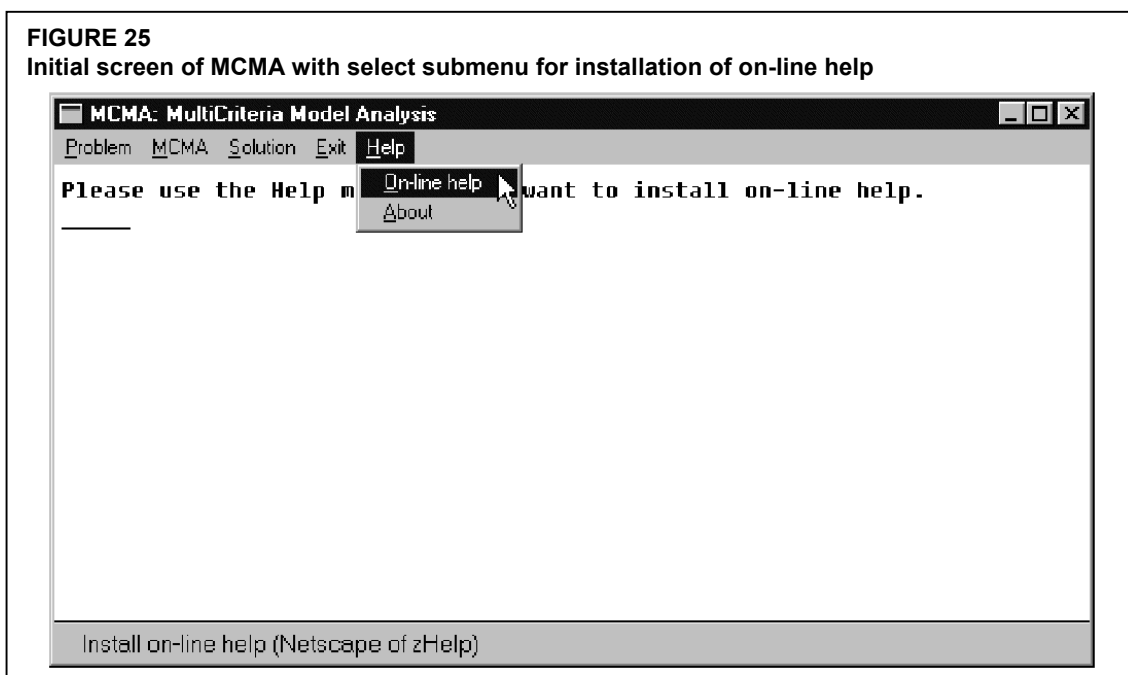 FIGURE 25
Initial screen of MCMA with select submenu for installation of on-line help
MCMA: MultiCriteria Model Analysis
Problem MCMA Solution Exit Help
Please use the Help m want to install on-line help.
On-line help
About
Install on-line help (Netscape of zHelp)